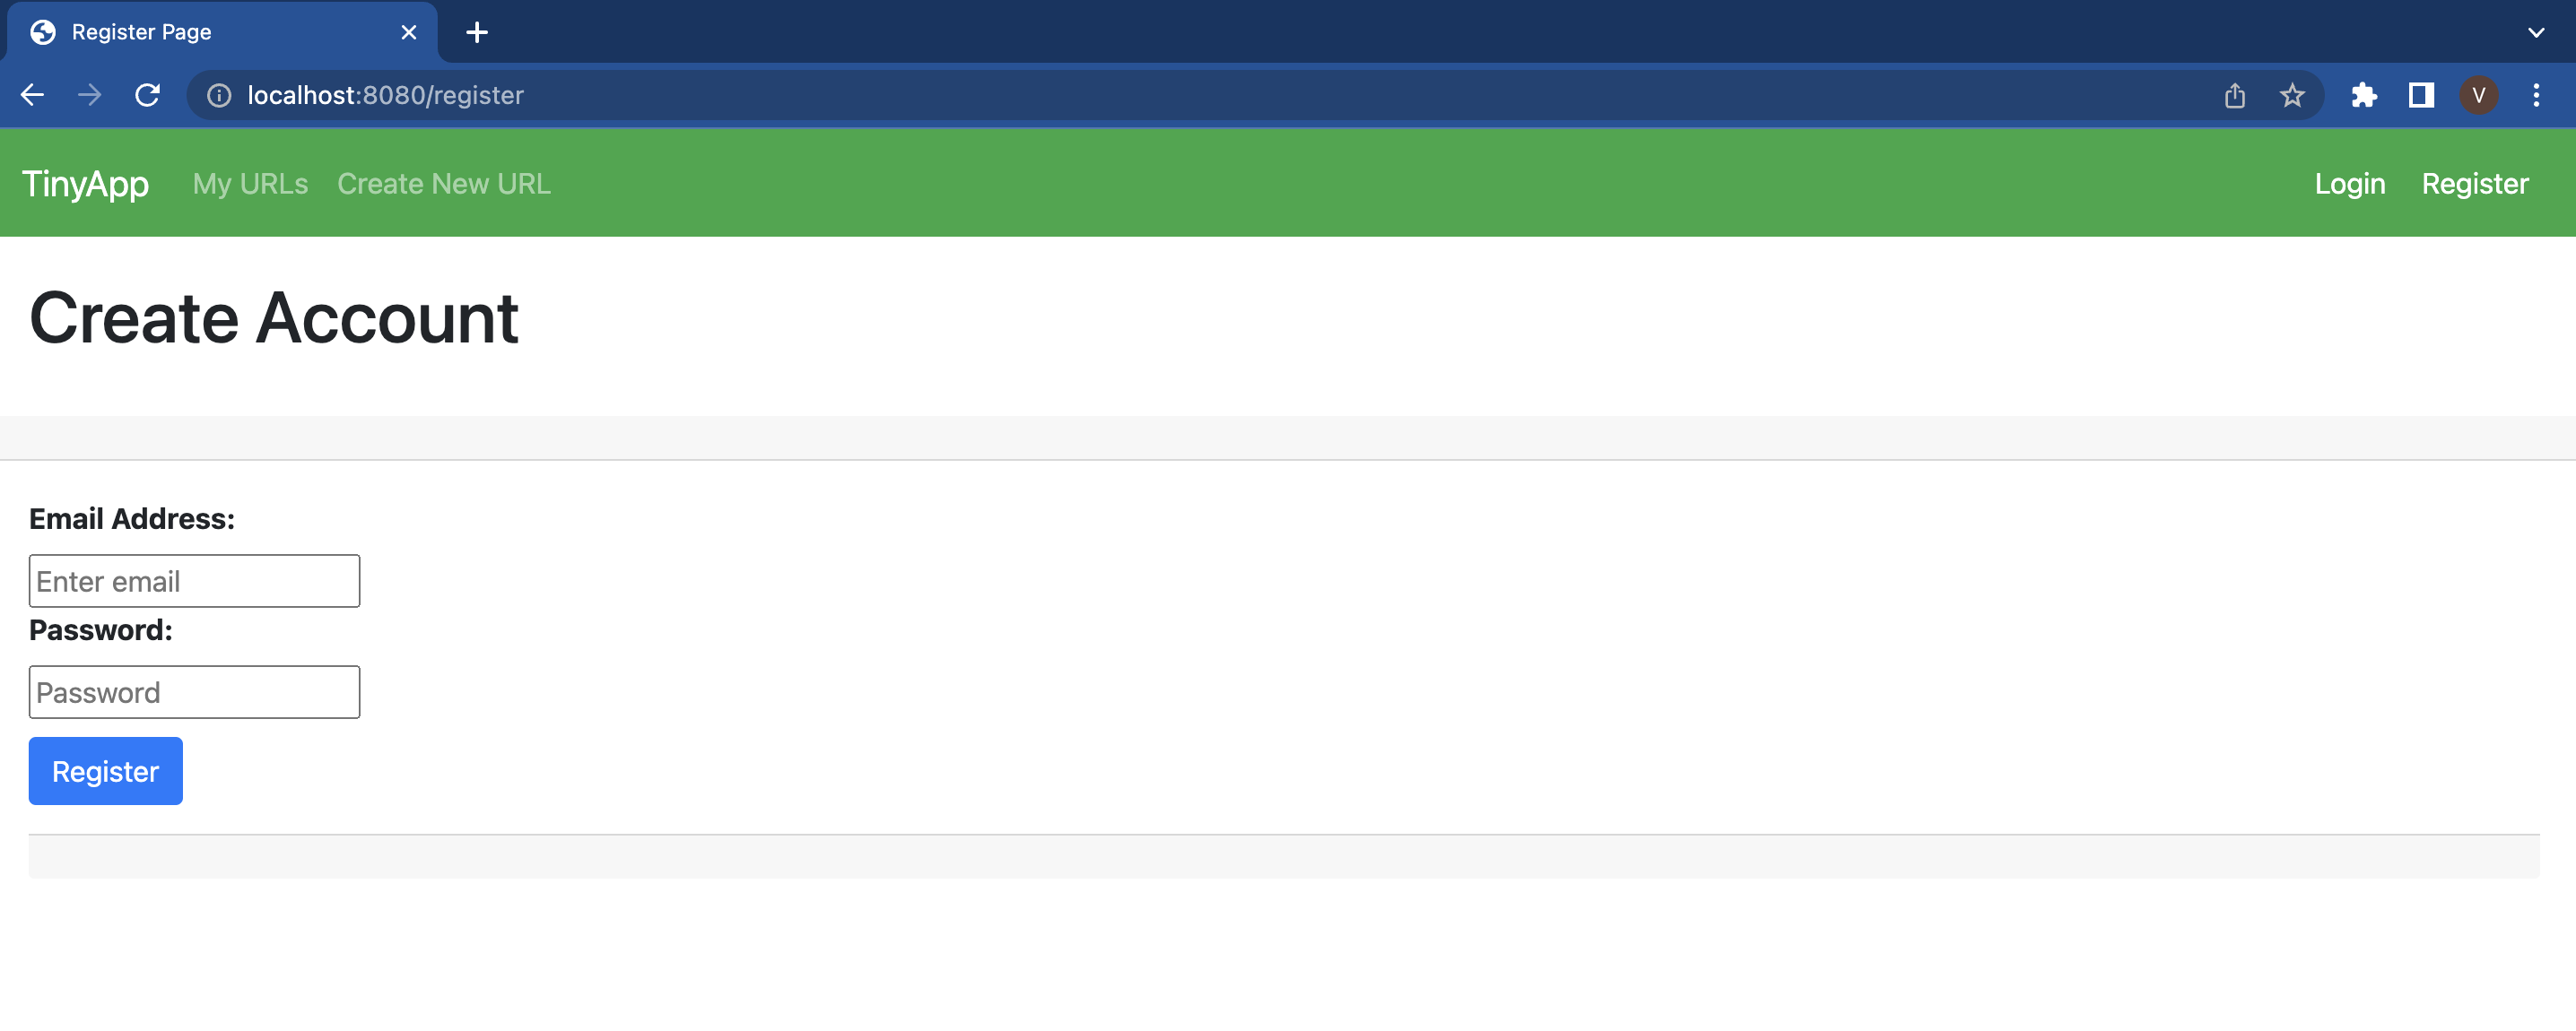 Register Page
localhost:8080/register
V
TinyApp My URLs Create New URL Login Register
Create Account
Email Address:
Enter email
Password:
Password
Register